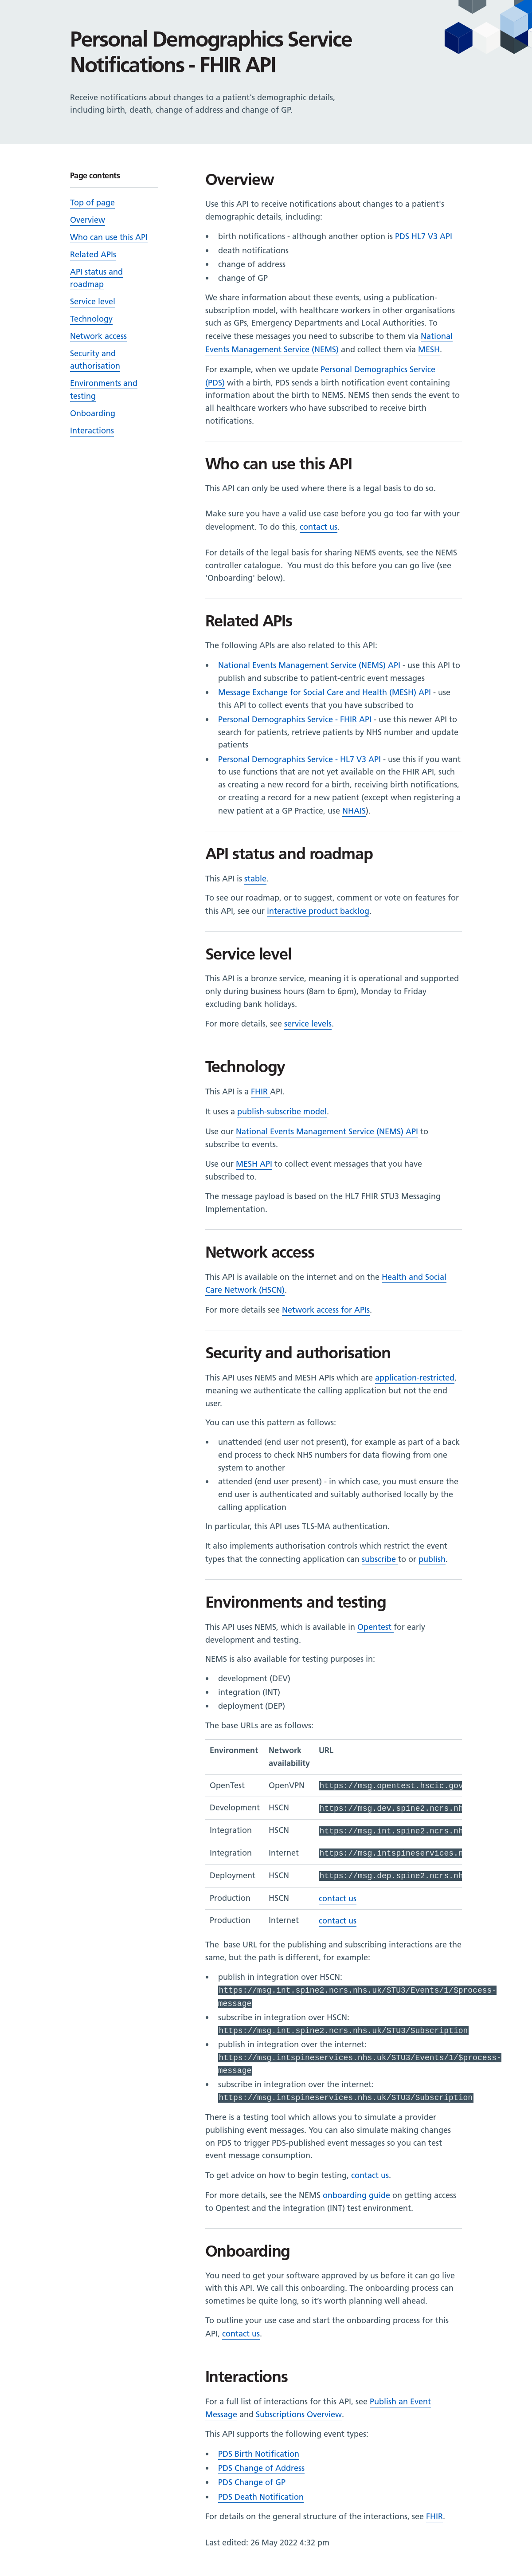 Personal Demographics Service
Notifications - FHIR API
Receive notifications about changes to a patient's demographic details,
including birth, death, change of address and change of GP.
Page contents
Top of page
Overview
Who can use this API
Related APIs
API status and
roadmap
Service level
Technology
Network access
Security and
authorisation
Environments and
testing
Onboarding
Interactions
Overview
Use this API to receive notifications about changes to a patient's
demographic details, including:
• birth notifications - although another option is PDS HL7 V3 API
• death notifications
• change of address
• change of GP
We share information about these events, using a publication-
subscription model, with healthcare workers in other organisations
such as GPs, Emergency Departments and Local Authorities. To
receive these messages you need to subscribe to them via National
Events Management Service (NEMS) and collect them via MESH.
For example, when we update Personal Demographics Service
(PDS) with a birth, PDS sends a birth notification event containing
information about the birth to NEMS. NEMS then sends the event to
all healthcare workers who have subscribed to receive birth
notifications.
Who can use this API
This API can only be used where there is a legal basis to do so.
Make sure you have a valid use case before you go too far with your
development. To do this, contact us.
For details of the legal basis for sharing NEMS events, see the NEMS
controller catalogue.  You must do this before you can go live (see
'Onboarding' below).
Related APIs
The following APIs are also related to this API:
• National Events Management Service (NEMS) API - use this API to
publish and subscribe to patient-centric event messages
• Message Exchange for Social Care and Health (MESH) API - use
this API to collect events that you have subscribed to
• Personal Demographics Service - FHIR API - use this newer API to
search for patients, retrieve patients by NHS number and update
patients
• Personal Demographics Service - HL7 V3 API - use this if you want
to use functions that are not yet available on the FHIR API, such
as creating a new record for a birth, receiving birth notifications,
or creating a record for a new patient (except when registering a
new patient at a GP Practice, use NHAIS).
API status and roadmap
This API is stable.
To see our roadmap, or to suggest, comment or vote on features for
this API, see our interactive product backlog.
Service level
This API is a bronze service, meaning it is operational and supported
only during business hours (8am to 6pm), Monday to Friday
excluding bank holidays.
For more details, see service levels.
Technology
This API is a FHIR API.
It uses a publish-subscribe model.
Use our National Events Management Service (NEMS) API to
subscribe to events.
Use our MESH API to collect event messages that you have
subscribed to.
The message payload is based on the HL7 FHIR STU3 Messaging
Implementation.
Network access
This API is available on the internet and on the Health and Social
Care Network (HSCN).
For more details see Network access for APIs.
Security and authorisation
This API uses NEMS and MESH APIs which are application-restricted,
meaning we authenticate the calling application but not the end
user.
You can use this pattern as follows:
• unattended (end user not present), for example as part of a back
end process to check NHS numbers for data flowing from one
system to another
• attended (end user present) - in which case, you must ensure the
end user is authenticated and suitably authorised locally by the
calling application
In particular, this API uses TLS-MA authentication.
It also implements authorisation controls which restrict the event
types that the connecting application can subscribe to or publish.
Environments and testing
This API uses NEMS, which is available in Opentest for early
development and testing.
NEMS is also available for testing purposes in:
• development (DEV)
• integration (INT)
• deployment (DEP)
The base URLs are as follows:
Environment Network availability URL
OpenTest OpenVPN https://msg.opentest.hscic.gov
Development HSCN https://msg.dev.spine2.ncrs.nh
Integration HSCN https://msg.int.spine2.ncrs.nh
Integration Internet https://msg.intspineservices.n
Deployment HSCN https://msg.dep.spine2.ncrs.nh
Production HSCN contact us
Production Internet contact us
The  base URL for the publishing and subscribing interactions are the
same, but the path is different, for example:
• publish in integration over HSCN:
https://msg.int.spine2.ncrs.nhs.uk/STU3/Events/1/$process-
message
• subscribe in integration over HSCN:
https://msg.int.spine2.ncrs.nhs.uk/STU3/Subscription
• publish in integration over the internet:
https://msg.intspineservices.nhs.uk/STU3/Events/1/$process-
message
• subscribe in integration over the internet:
https://msg.intspineservices.nhs.uk/STU3/Subscription
There is a testing tool which allows you to simulate a provider
publishing event messages. You can also simulate making changes
on PDS to trigger PDS-published event messages so you can test
event message consumption.
To get advice on how to begin testing, contact us.
For more details, see the NEMS onboarding guide on getting access
to Opentest and the integration (INT) test environment.
Onboarding
You need to get your software approved by us before it can go live
with this API. We call this onboarding. The onboarding process can
sometimes be quite long, so it's worth planning well ahead.
To outline your use case and start the onboarding process for this
API, contact us.
Interactions
For a full list of interactions for this API, see Publish an Event
Message and Subscriptions Overview.
This API supports the following event types:
• PDS Birth Notification
• PDS Change of Address
• PDS Change of GP
• PDS Death Notification
For details on the general structure of the interactions, see FHIR.
Last edited: 26 May 2022 4:32 pm